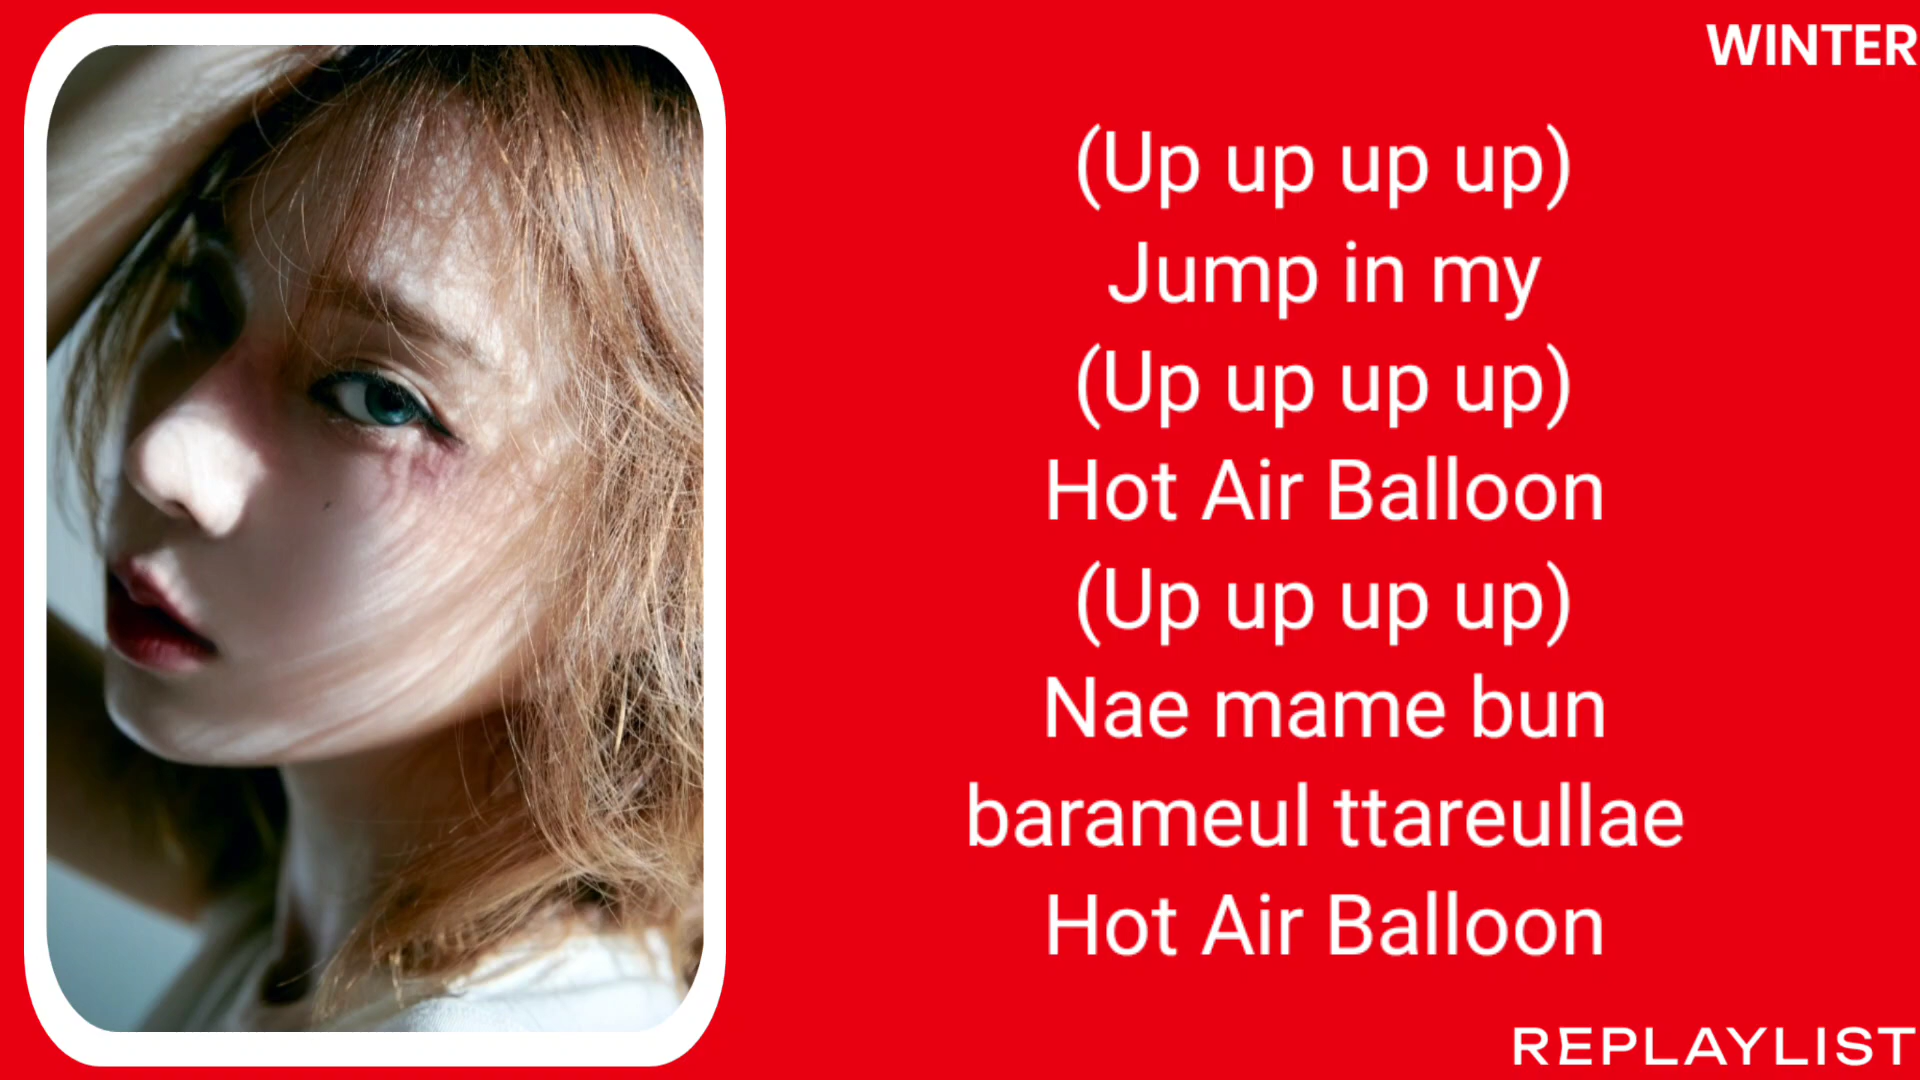 WINTER
(Up up up up)
Jump in my
(Up up up up)
Hot Air Balloon
(Up up up up)
Nae mame bun
barameul ttareullae
Hot Air Balloon
REPLAYLIST